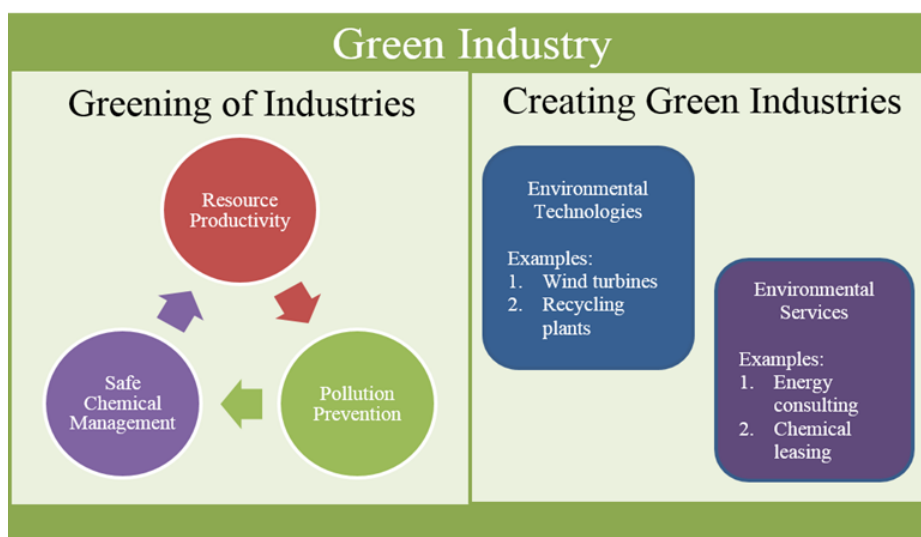 Green Industry
Greening of Industries
Resource
Productivity
Safe
Chemical
Management
Pollution
Prevention
Creating Green Industries
Environmental
Technologies
Examples:
1. Wind turbines
2. Recycling
plants
Environmental
Services
Examples:
1. Energy
consulting
2. Chemical
leasing